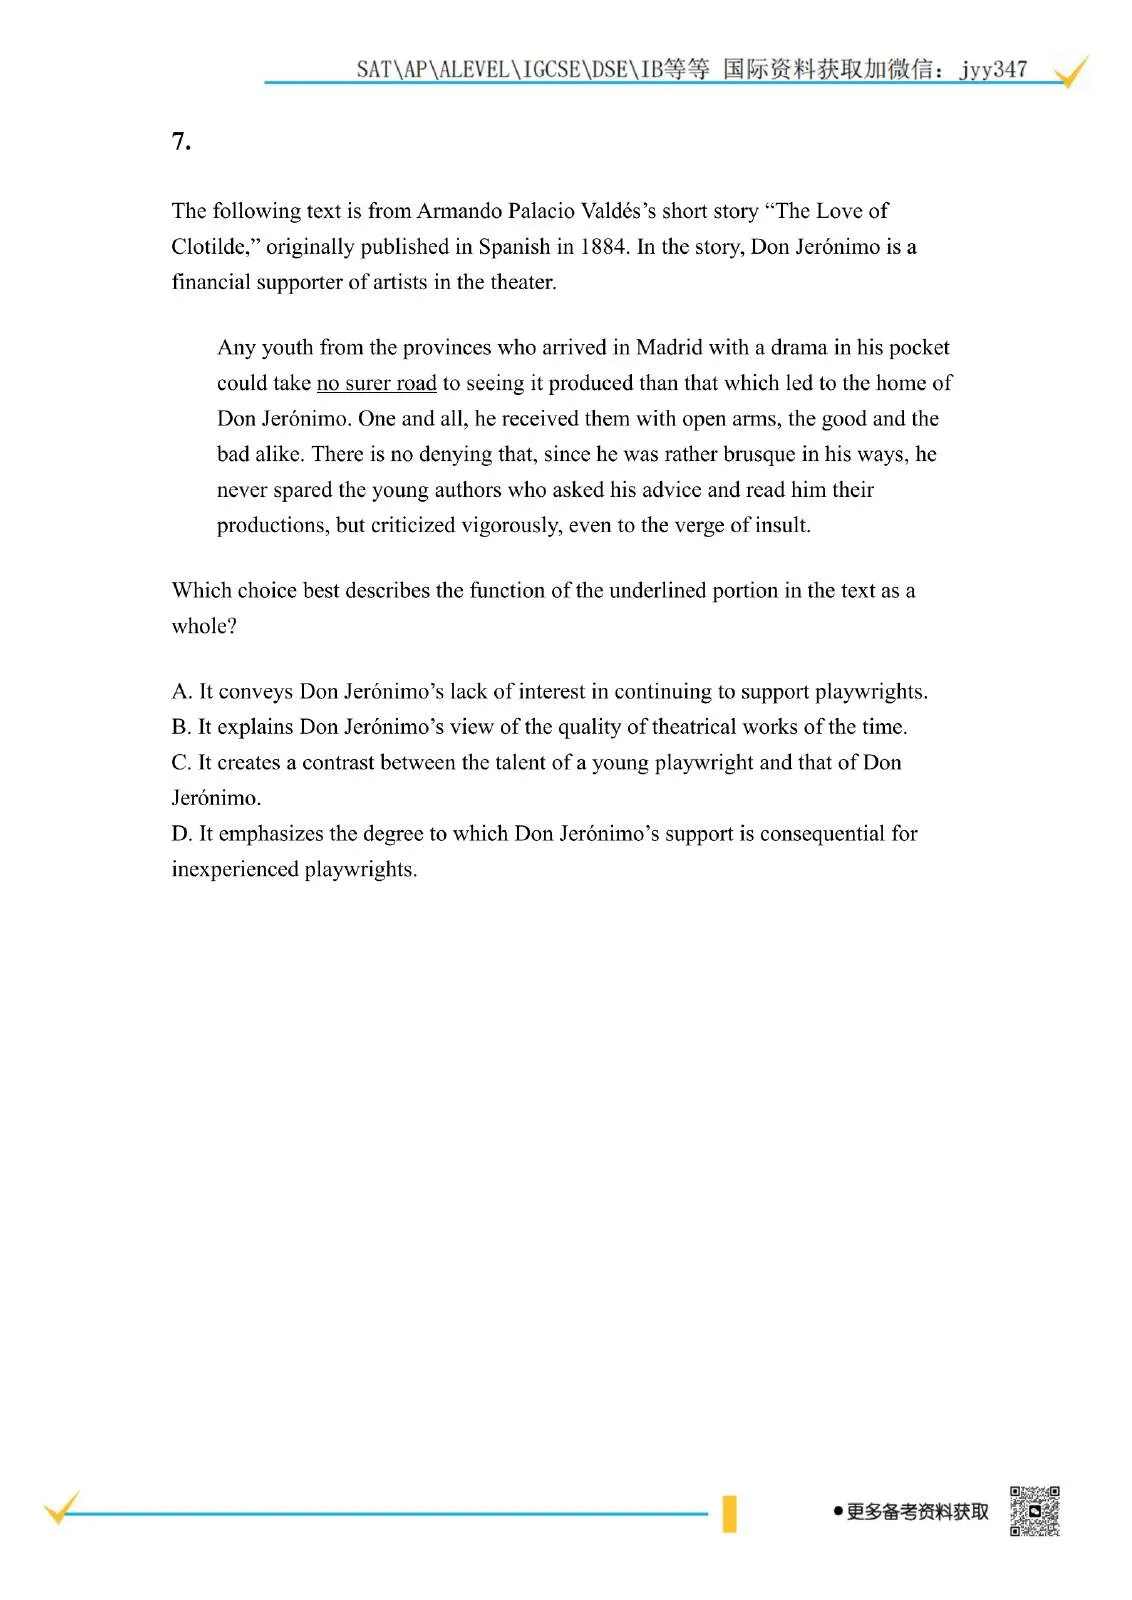 SAT\AP\ALEVEL\IGCSE\DSE\IB等等 国际资料获取加微信：jyy347
7.
The following text is from Armando Palacio Valdés’s short story “The Love of
Clotilde,” originally published in Spanish in 1884. In the story, Don Jerónimo is a
financial supporter of artists in the theater.
Any youth from the provinces who arrived in Madrid with a drama in his pocket
could take no surer road to seeing it produced than that which led to the home of
Don Jerónimo. One and all, he received them with open arms, the good and the
bad alike. There is no denying that, since he was rather brusque in his ways, he
never spared the young authors who asked his advice and read him their
productions, but criticized vigorously, even to the verge of insult.
Which choice best describes the function of the underlined portion in the text as a
whole?
A. It conveys Don Jerónimo’s lack of interest in continuing to support playwrights.
B. It explains Don Jerónimo’s view of the quality of theatrical works of the time.
C. It creates a contrast between the talent of a young playwright and that of Don
Jerónimo.
D. It emphasizes the degree to which Don Jerónimo’s support is consequential for
inexperienced playwrights.
●更多备考资料获取